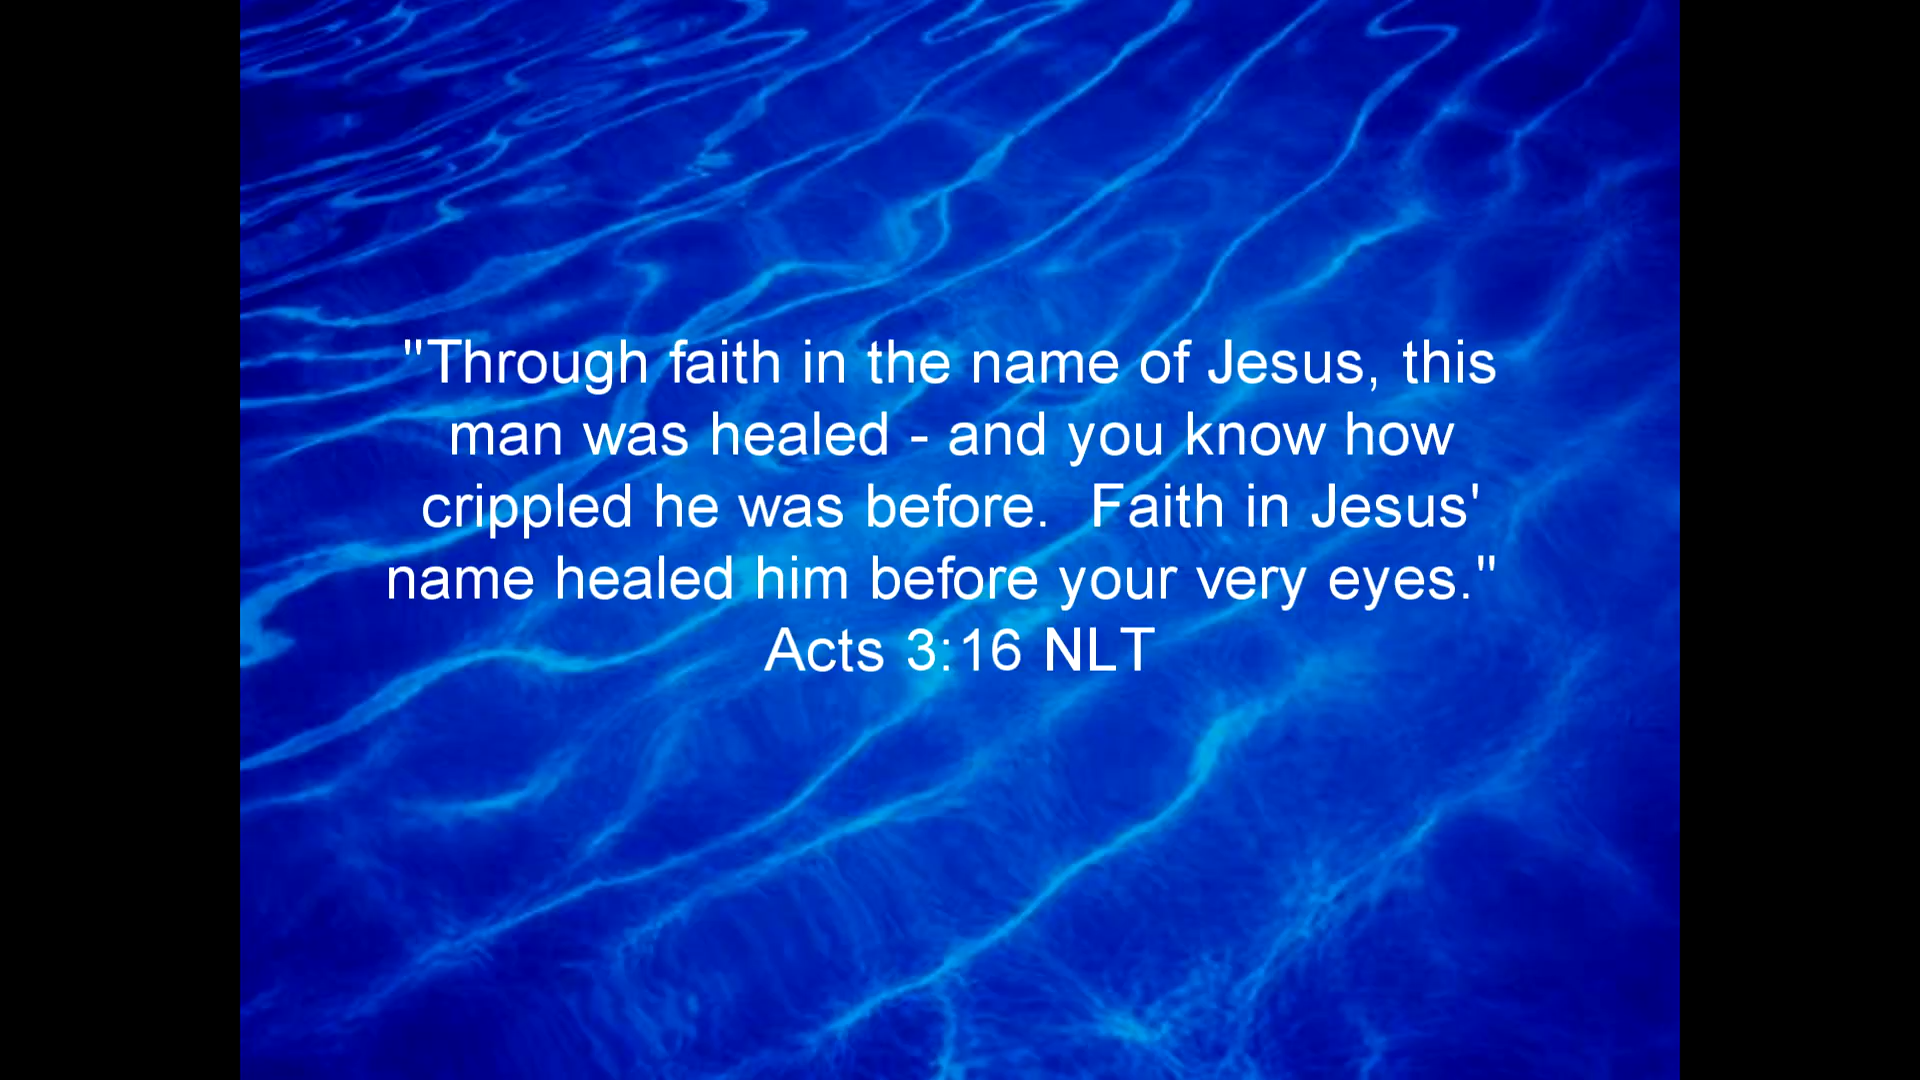 "Through faith in the name of Jesus, this
man was healed - and you know how
crippled he was before.  Faith in Jesus'
name healed him before your very eyes."
Acts 3:16 NLT